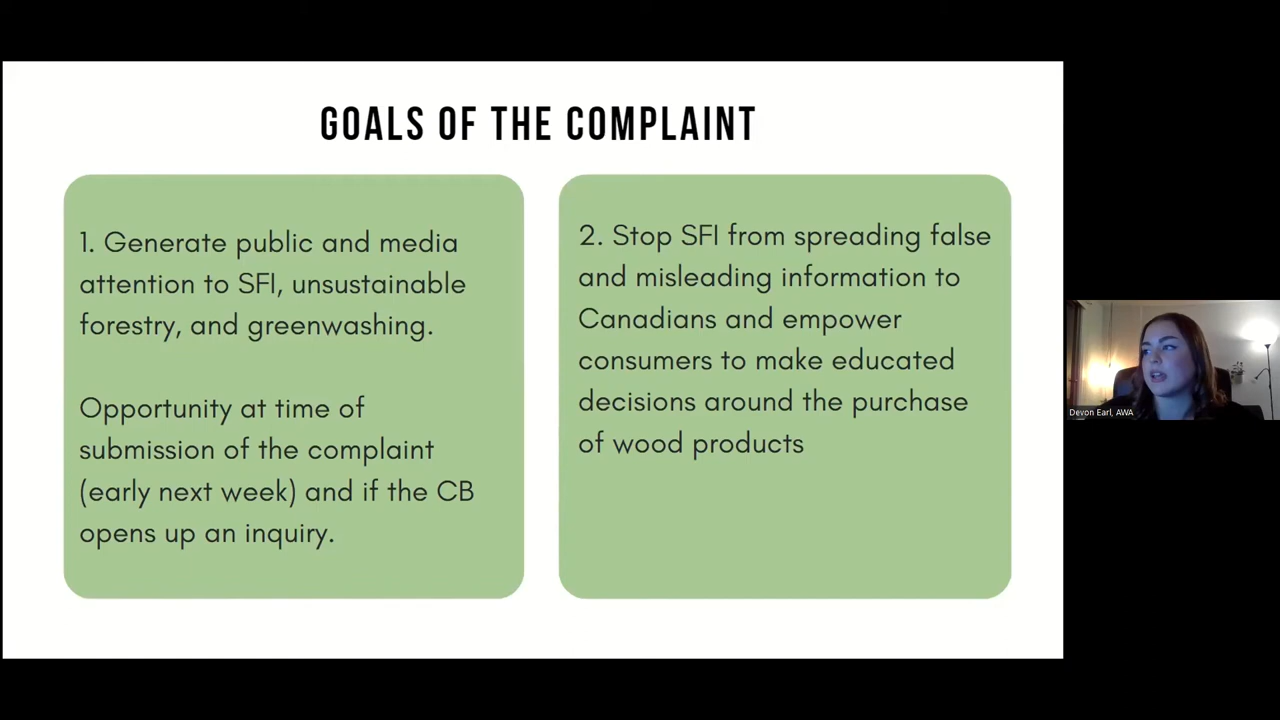 GOALS OF THE COMPLAINT
1. Generate public and media
attention to SFI, unsustainable
forestry, and greenwashing.
Opportunity at time of
submission of the complaint
(early next week) and if the CB
opens up an inquiry.
2. Stop SFI from spreading false
and misleading information to
Canadians and empower
consumers to make educated
decisions around the purchase
of wood products
Devon Earl, AWA